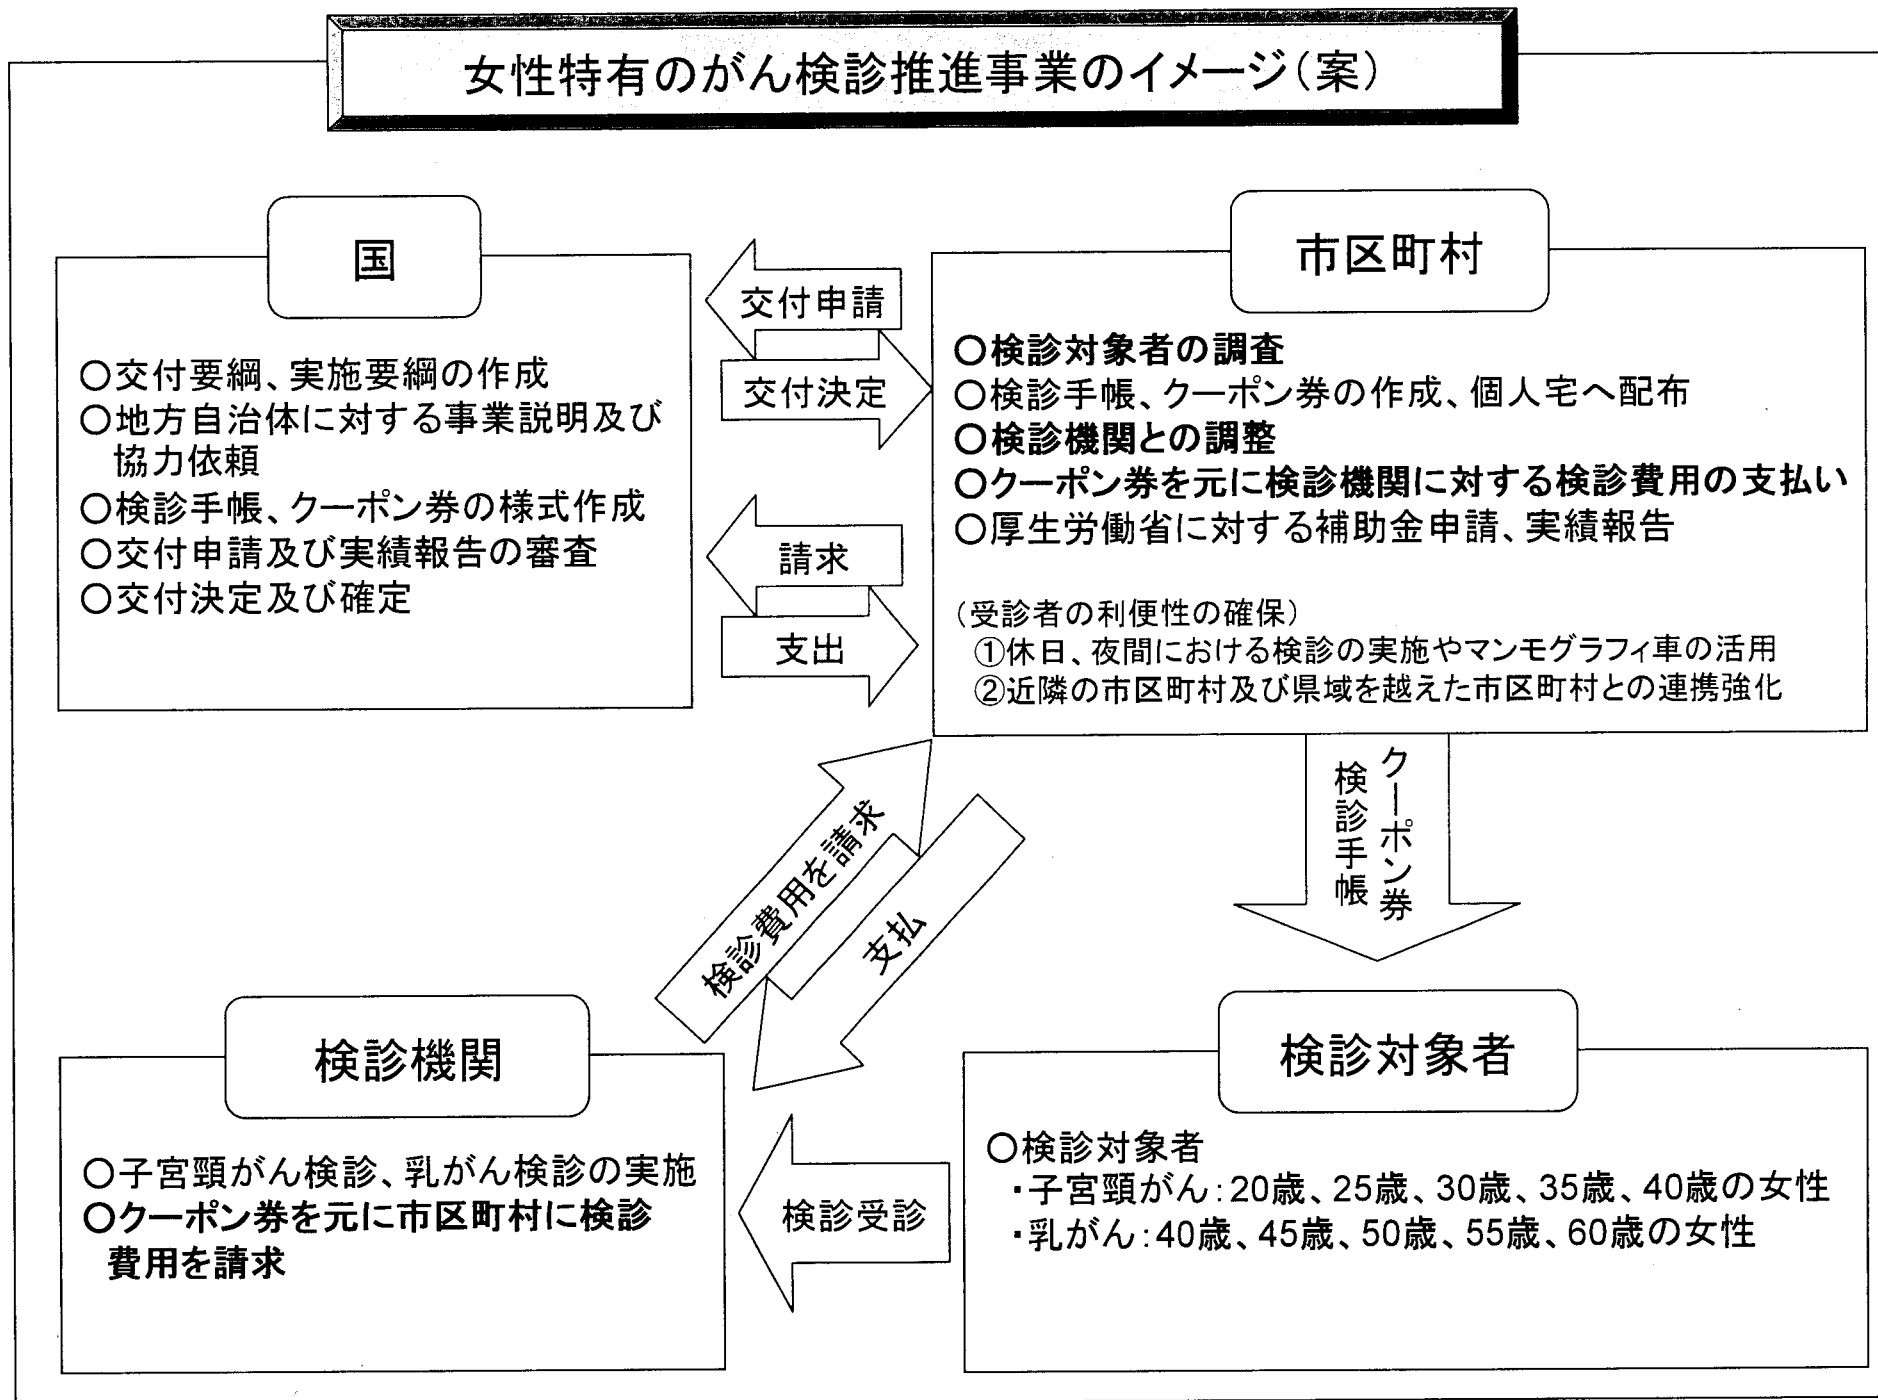 女性特有のがん検診推進事業のイメージ（案）
国
○交付要綱、実施要綱の作成
○地方自治体に対する事業説明及び
協力依頼
○検診手帳、クーポン券の様式作成
○交付申請及び実績報告の審査
○交付決定及び確定
交付申請
交付決定
請求
支出
市区町村
○検診対象者の調査
○検診手帳、クーポン券の作成、個人宅へ配布
○検診機関との調整
○クーポン券を元に検診機関に対する検診費用の支払い
○厚生労働省に対する補助金申請、実績報告
（受診者の利便性の確保）
①休日、夜間における検診の実施やマンモグラフィ車の活用
②近隣の市区町村及び県域を越えた市区町村との連携強化
クーポン券
検診手帳
検診費用を請求
支払
検診機関
○子宮頸がん検診、乳がん検診の実施
○クーポン券を元に市区町村に検診
費用を請求
検診受診
検診対象者
○検診対象者
・子宮頸がん：20歳、25歳、30歳、35歳、40歳の女性
・乳がん：40歳、45歳、50歳、55歳、60歳の女性